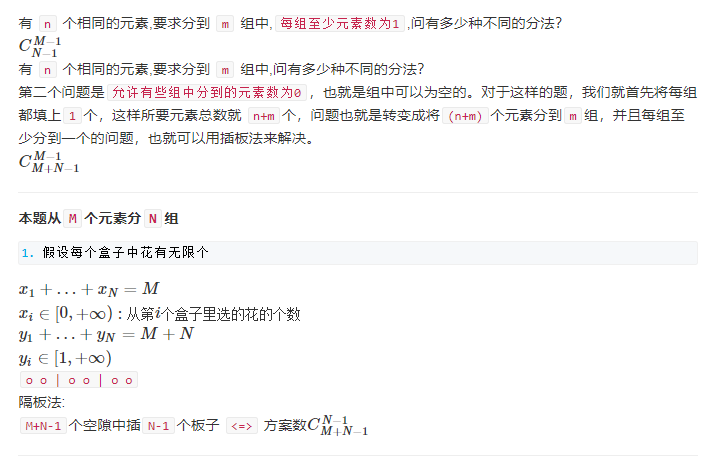 有 n 个相同的元素,要求分到 m 组中,每组至少元素数为1,问有多少种不同的分法？
C_{N-1}^{M-1}
有 n 个相同的元素,要求分到 m 组中,问有多少种不同的分法？
第二个问题是允许有些组中分到的元素数为0，也就是组中可以为空的。对于这样的题，我们就首先将每组
都填上 1 个，这样所要元素总数就 n+m 个，问题也就是转变成将 (n+m) 个元素分到 m 组，并且每组至
少分到一个的问题，也就可以用插板法来解决。
C_{M+N-1}^{M-1}
本题从 M 个元素分 N 组
1. 假设每个盒子中花有无限个
x_1 + … + x_N = M
x_i ∈ [0, +∞) : 从第i个盒子里选的花的个数
y_1 + … + y_N = M + N
y_i ∈ [1, +∞)
o o | o o | o o
隔板法:
M+N-1 个空隙中插 N-1 个板子 <=> 方案数C_{M+N-1}^{N-1}